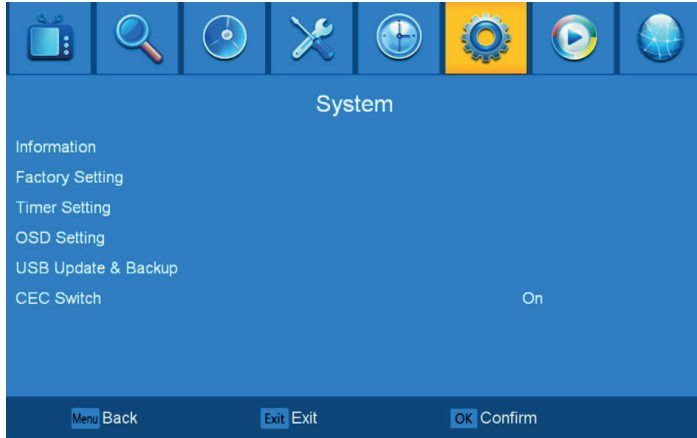 System
Information
Factory Setting
Timer Setting
OSD Setting
USB Update & Backup
CEC Switch On
Menu Back Exit Exit OK Confirm